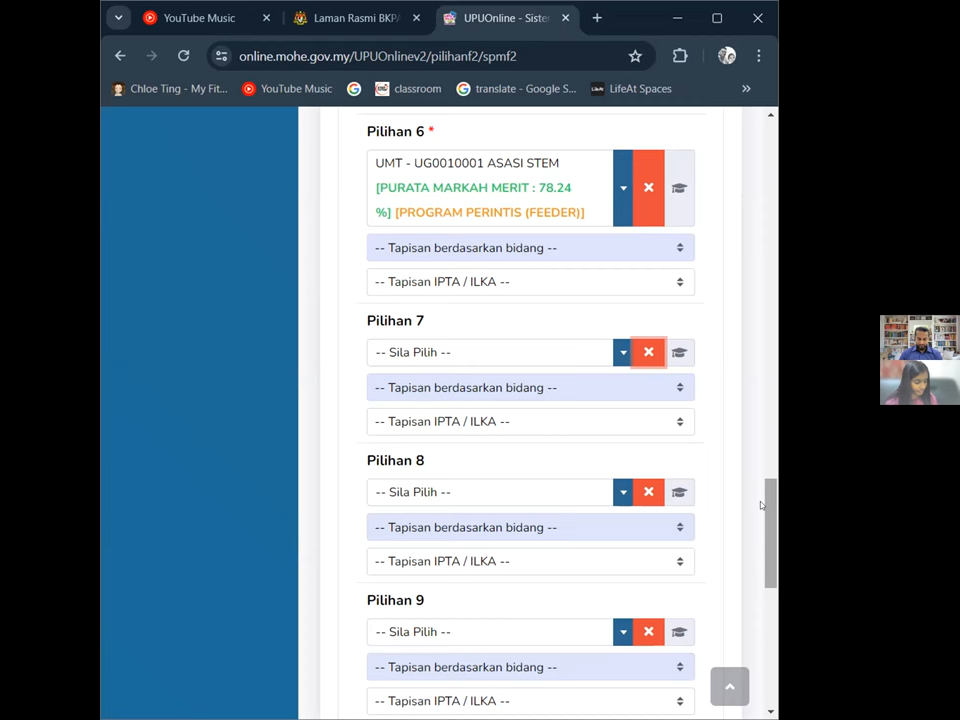 YouTube Music
Laman Rasmi BKPA
UPUOnline - Siste
online.mohe.gov.my/UPUOnlinev2/pilihanf2/spmf2
Chloe Ting - My Fit...
YouTube Music
classroom
translate - Google S...
LifeAt Spaces
»
Pilihan 6 *
UMT - UG0010001 ASASI STEM
[PURATA MARKAH MERIT : 78.24
%] [PROGRAM PERINTIS (FEEDER)]
-- Tapisan berdasarkan bidang --
-- Tapisan IPTA / ILKA --
Pilihan 7
-- Sila Pilih --
-- Tapisan berdasarkan bidang --
-- Tapisan IPTA / ILKA --
Pilihan 8
-- Sila Pilih --
-- Tapisan berdasarkan bidang --
-- Tapisan IPTA / ILKA --
Pilihan 9
-- Sila Pilih --
-- Tapisan berdasarkan bidang --
-- Tapisan IPTA / ILKA --